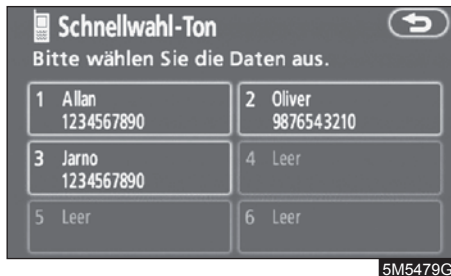 Schnellwahl-Ton
Bitte wählen Sie die Daten aus.
1 Allan
1234567890
2 Oliver
9876543210
3 Jarno
1234567890
4 Leer
5 Leer
6 Leer
5M5479G